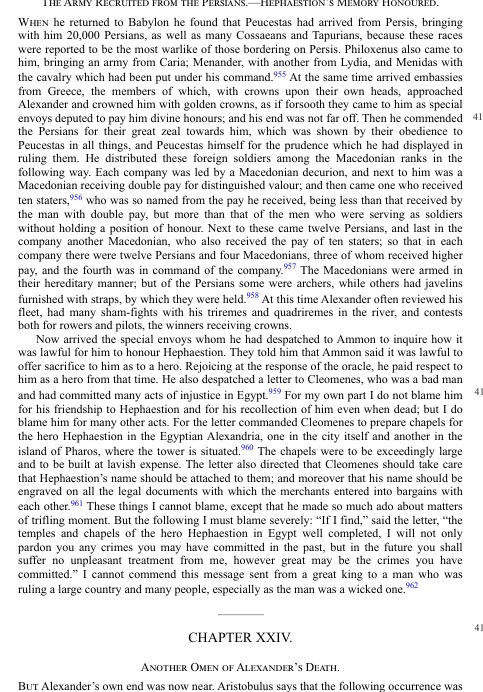 THE ARMY RECRUITED FROM THE PERSIANS.—HEPHAESTION'S MEMORY HONOURED.
WHEN he returned to Babylon he found that Peucestas had arrived from Persis, bringing
with him 20,000 Persians, as well as many Cossaeans and Tapurians, because these races
were reported to be the most warlike of those bordering on Persis. Philoxenus also came to
him, bringing an army from Caria; Menander, with another from Lydia, and Menidas with
the cavalry which had been put under his command.955 At the same time arrived embassies
from Greece, the members of which, with crowns upon their own heads, approached
Alexander and crowned him with golden crowns, as if forsooth they came to him as special
envoys deputed to pay him divine honours; and his end was not far off. Then he commended 41
the Persians for their great zeal towards him, which was shown by their obedience to
Peucestas in all things, and Peucestas himself for the prudence which he had displayed in
ruling them. He distributed these foreign soldiers among the Macedonian ranks in the
following way. Each company was led by a Macedonian decurion, and next to him was a
Macedonian receiving double pay for distinguished valour; and then came one who received
ten staters,956 who was so named from the pay he received, being less than that received by
the man with double pay, but more than that of the men who were serving as soldiers
without holding a position of honour. Next to these came twelve Persians, and last in the
company another Macedonian, who also received the pay of ten staters; so that in each
company there were twelve Persians and four Macedonians, three of whom received higher
pay, and the fourth was in command of the company.957 The Macedonians were armed in
their hereditary manner; but of the Persians some were archers, while others had javelins
furnished with straps, by which they were held.958 At this time Alexander often reviewed his
fleet, had many sham-fights with his triremes and quadriremes in the river, and contests
both for rowers and pilots, the winners receiving crowns.
Now arrived the special envoys whom he had despatched to Ammon to inquire how it
was lawful for him to honour Hephaestion. They told him that Ammon said it was lawful to
offer sacrifice to him as to a hero. Rejoicing at the response of the oracle, he paid respect to
him as a hero from that time. He also despatched a letter to Cleomenes, who was a bad man
and had committed many acts of injustice in Egypt.959 For my own part I do not blame him 41
for his friendship to Hephaestion and for his recollection of him even when dead; but I do
blame him for many other acts. For the letter commanded Cleomenes to prepare chapels for
the hero Hephaestion in the Egyptian Alexandria, one in the city itself and another in the
island of Pharos, where the tower is situated.960 The chapels were to be exceedingly large
and to be built at lavish expense. The letter also directed that Cleomenes should take care
that Hephaestion's name should be attached to them; and moreover that his name should be
engraved on all the legal documents with which the merchants entered into bargains with
each other.961 These things I cannot blame, except that he made so much ado about matters
of trifling moment. But the following I must blame severely: “If I find,” said the letter, “the
temples and chapels of the hero Hephaestion in Egypt well completed, I will not only
pardon you any crimes you may have committed in the past, but in the future you shall
suffer no unpleasant treatment from me, however great may be the crimes you have
committed.” I cannot commend this message sent from a great king to a man who was
ruling a large country and many people, especially as the man was a wicked one.962
41
CHAPTER XXIV.
ANOTHER OMEN OF ALEXANDER'S DEATH.
BUT Alexander's own end was now near. Aristobulus says that the following occurrence was